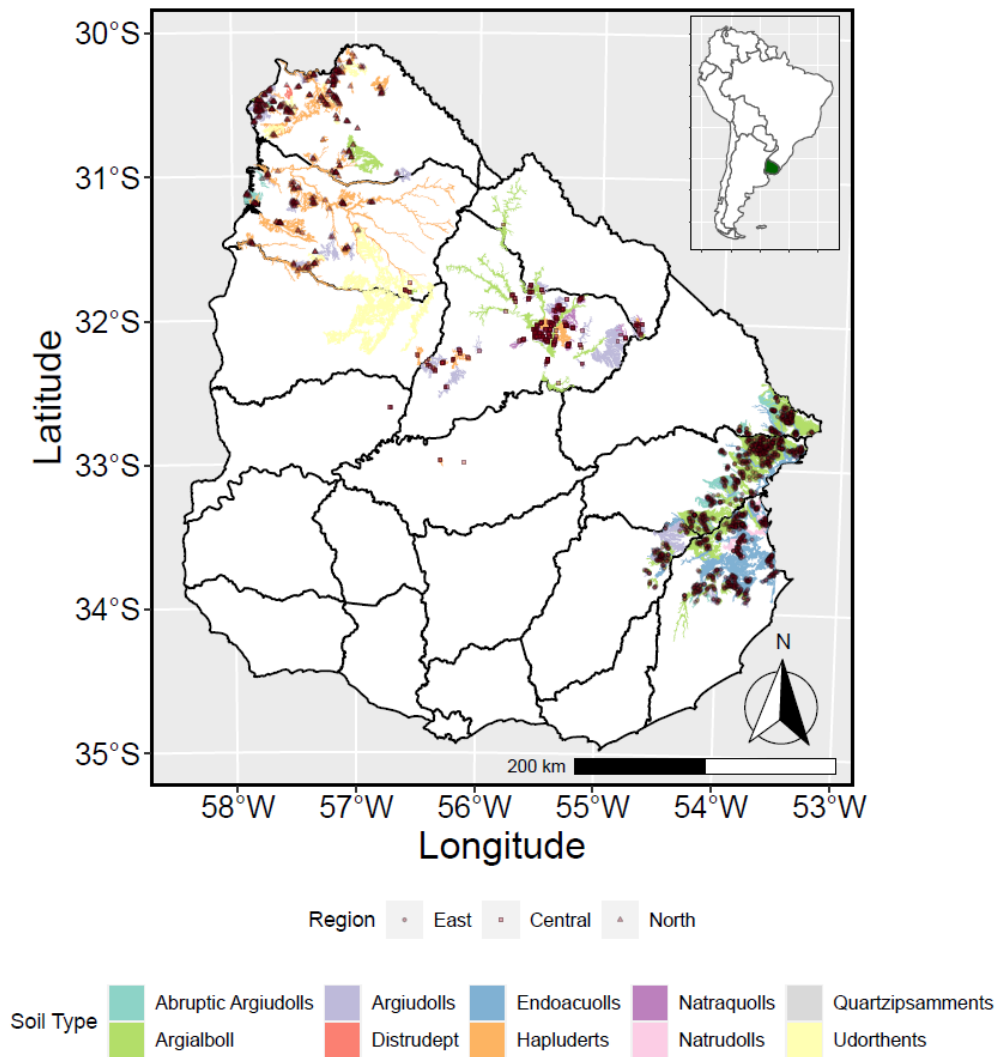 30°S
31°S
32°S
33°S
34°S
35°S
Latitude
N
200 km
58°W 57°W 56°W 55°W 54°W 53°W
Longitude
Region East Central North
Soil Type
Abruptic Argiudolls Argiudolls Endoacuolls Natraquolls Quartzipsamments
Argialboll Distrudept Hapluderts Natrudolls Udorthents